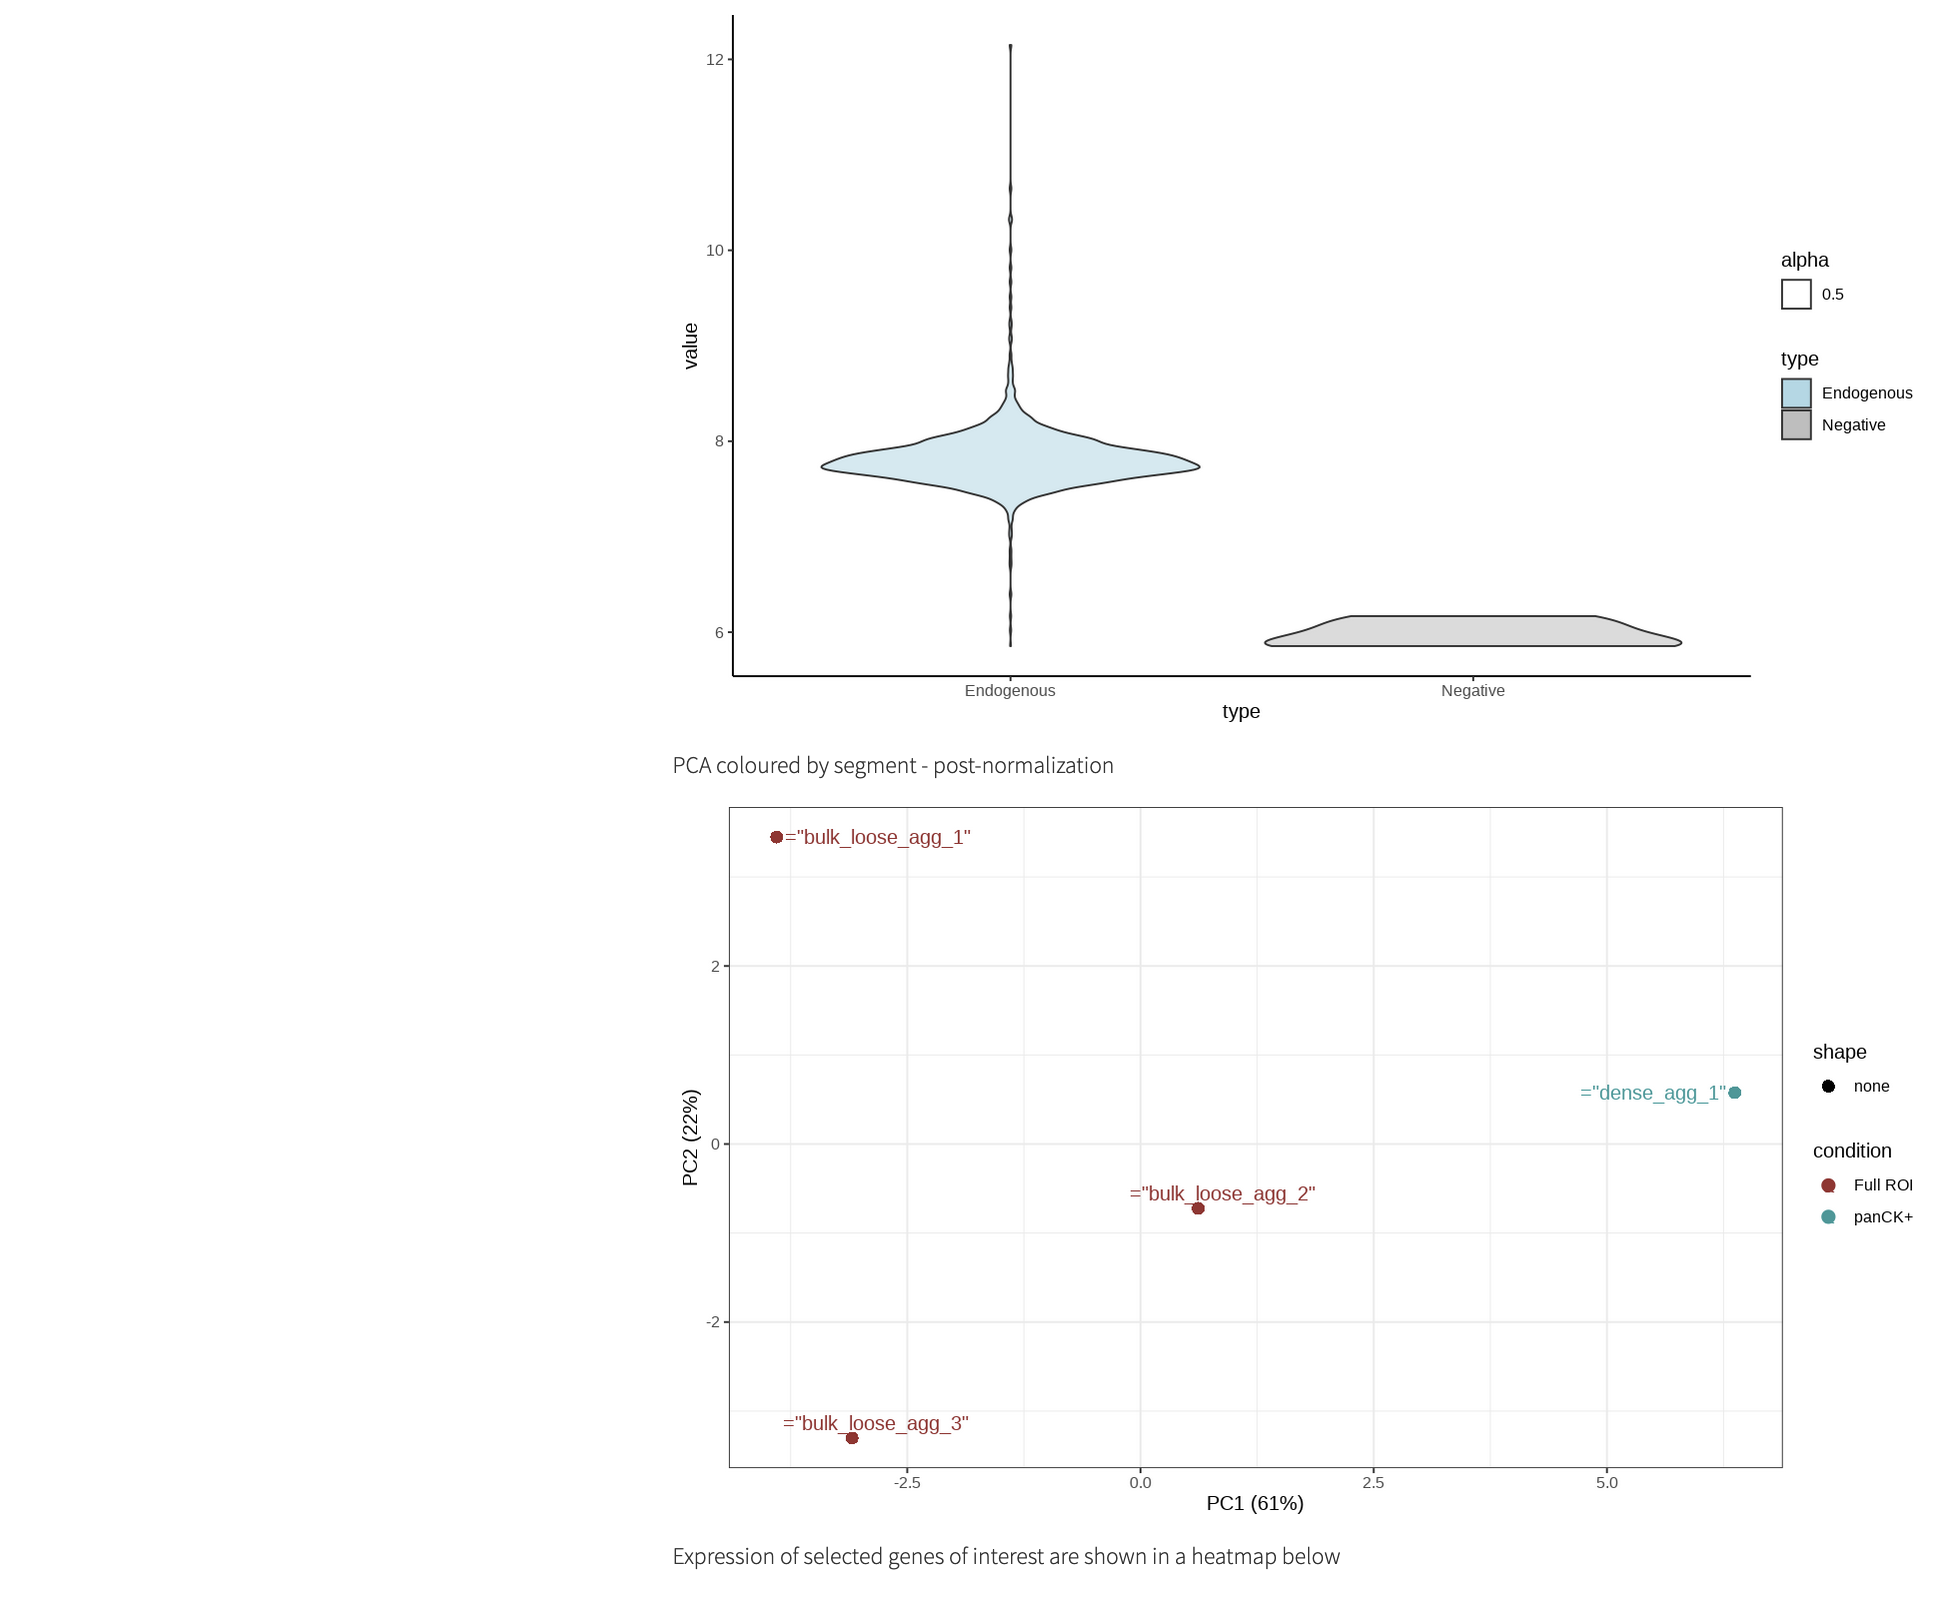 12
10
8
6
value
Endogenous
Negative
type
alpha
0.5
type
Endogenous
Negative
PCA coloured by segment - post-normalization
="bulk_loose_agg_1"
="dense_agg_1"
="bulk_loose_agg_2"
="bulk_loose_agg_3"
2
0
-2
PC2 (22%)
-2.5
0.0
2.5
5.0
PC1 (61%)
shape
none
condition
Full ROI
panCK+
Expression of selected genes of interest are shown in a heatmap below